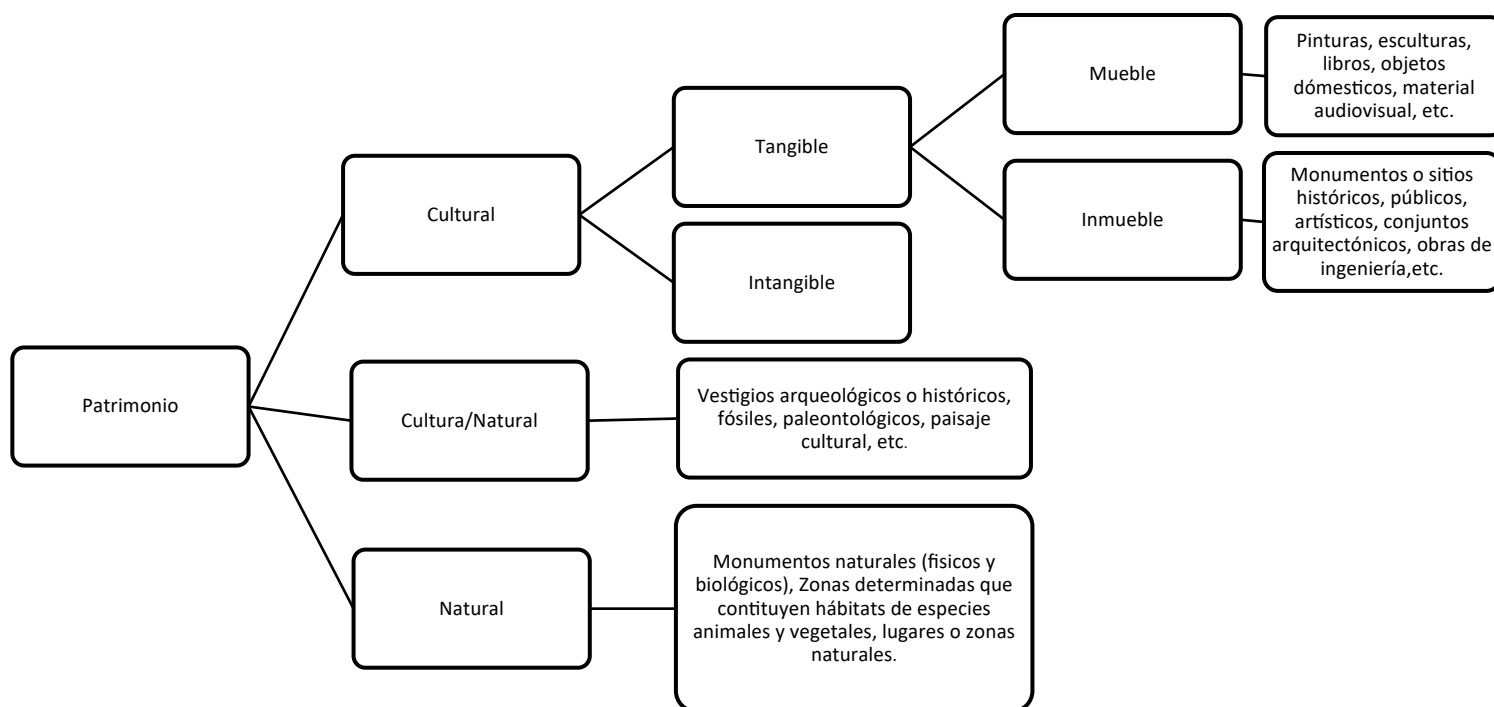 Patrimonio
Cultural
Tangible
Mueble
Pinturas, esculturas,
libros, objetos
dómesticos, material
audiovisual, etc.
Inmueble
Monumentos o sitios
históricos, públicos,
artísticos, conjuntos
arquitectónicos, obras de
ingeniería,etc.
Intangible
Cultura/Natural
Vestigios arqueológicos o históricos,
fósiles, paleontológicos, paisaje
cultural, etc.
Natural
Monumentos naturales (fisicos y
biológicos), Zonas determinadas que
contituyen hábitats de especies
animales y vegetales, lugares o zonas
naturales.